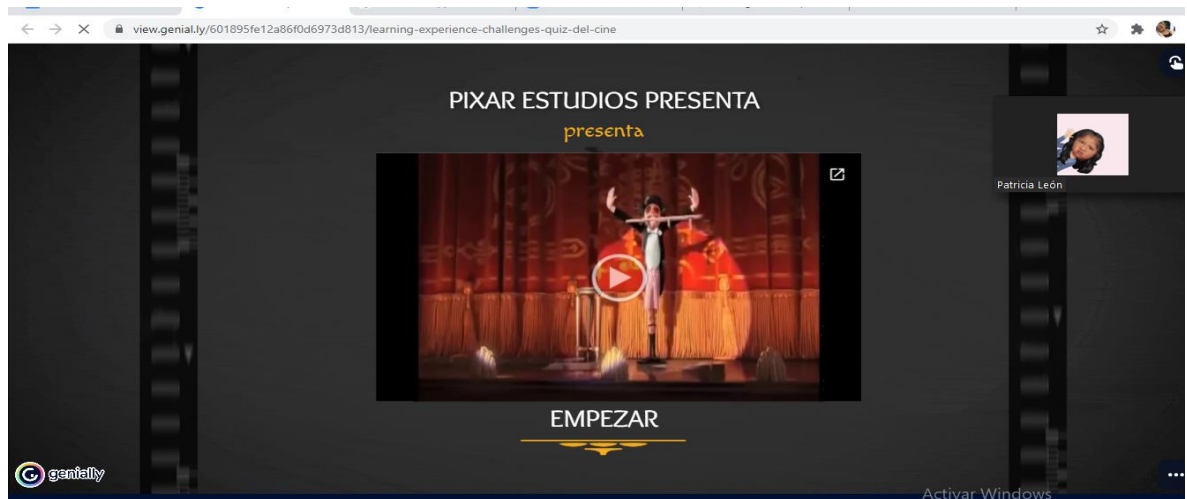 view.genial.ly/601895fe12a86f0d6973d813/learning-experience-challenges-quiz-del-cine
PIXAR ESTUDIOS PRESENTA
presenta
Patricia León
EMPEZAR
genially
Activar Windows